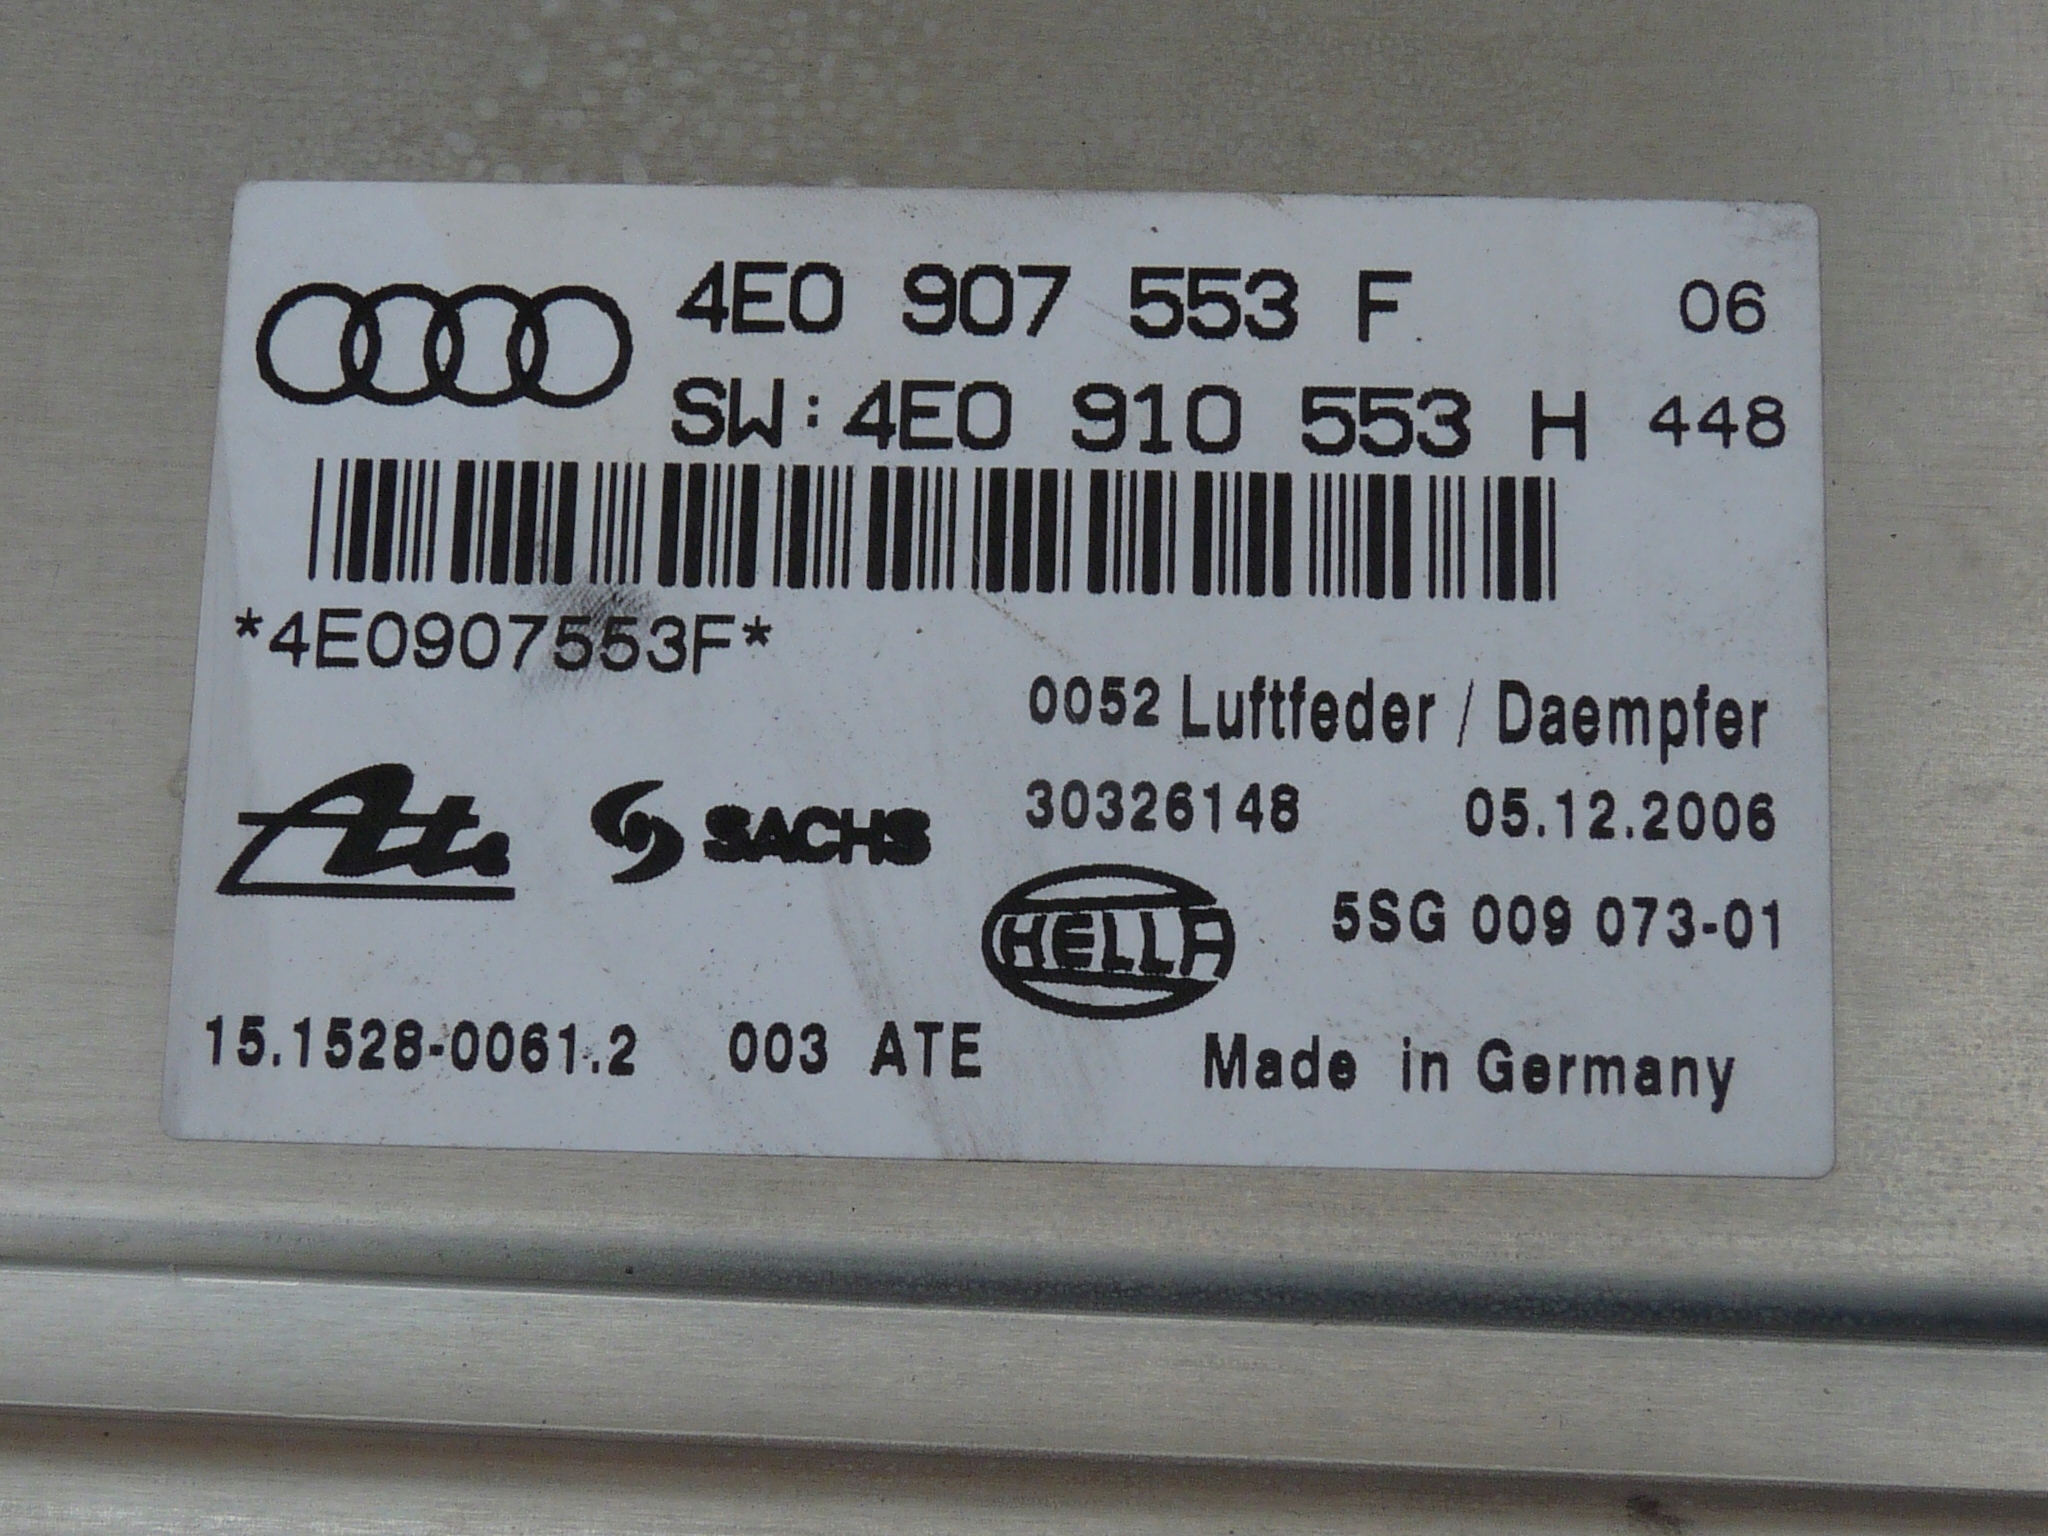 4E0 907 553 F 06
SW:4E0 910 553 H 448
*4E0907553F*
0052 Luftfeder / Daempfer
30326148 05.12.2006
Ate SACHS
HELLA 5SG 009 073-01
15.1528-0061.2 003 ATE Made in Germany